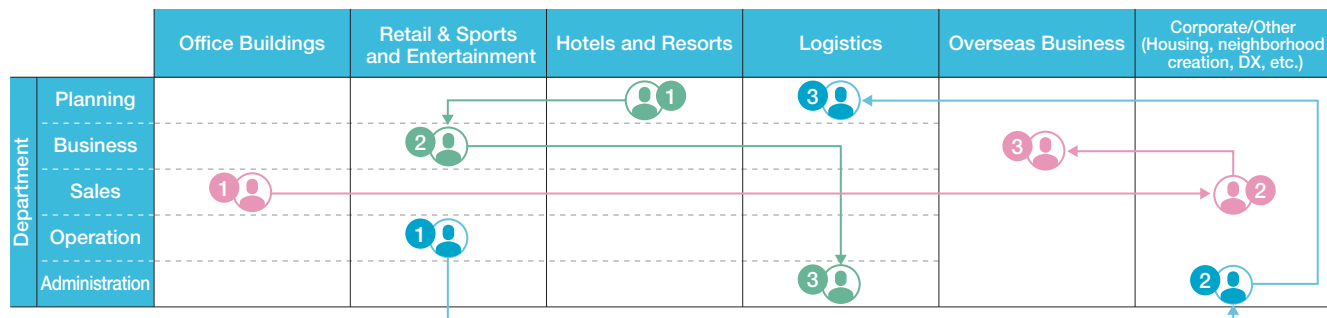 Office Buildings
Retail & Sports
and Entertainment
Hotels and Resorts
Logistics
Overseas Business
Corporate/Other
(Housing, neighborhood
creation, DX, etc.)
Department
Planning
1
3
Business
2
3
Sales
1
2
Operation
1
Administration
3
2